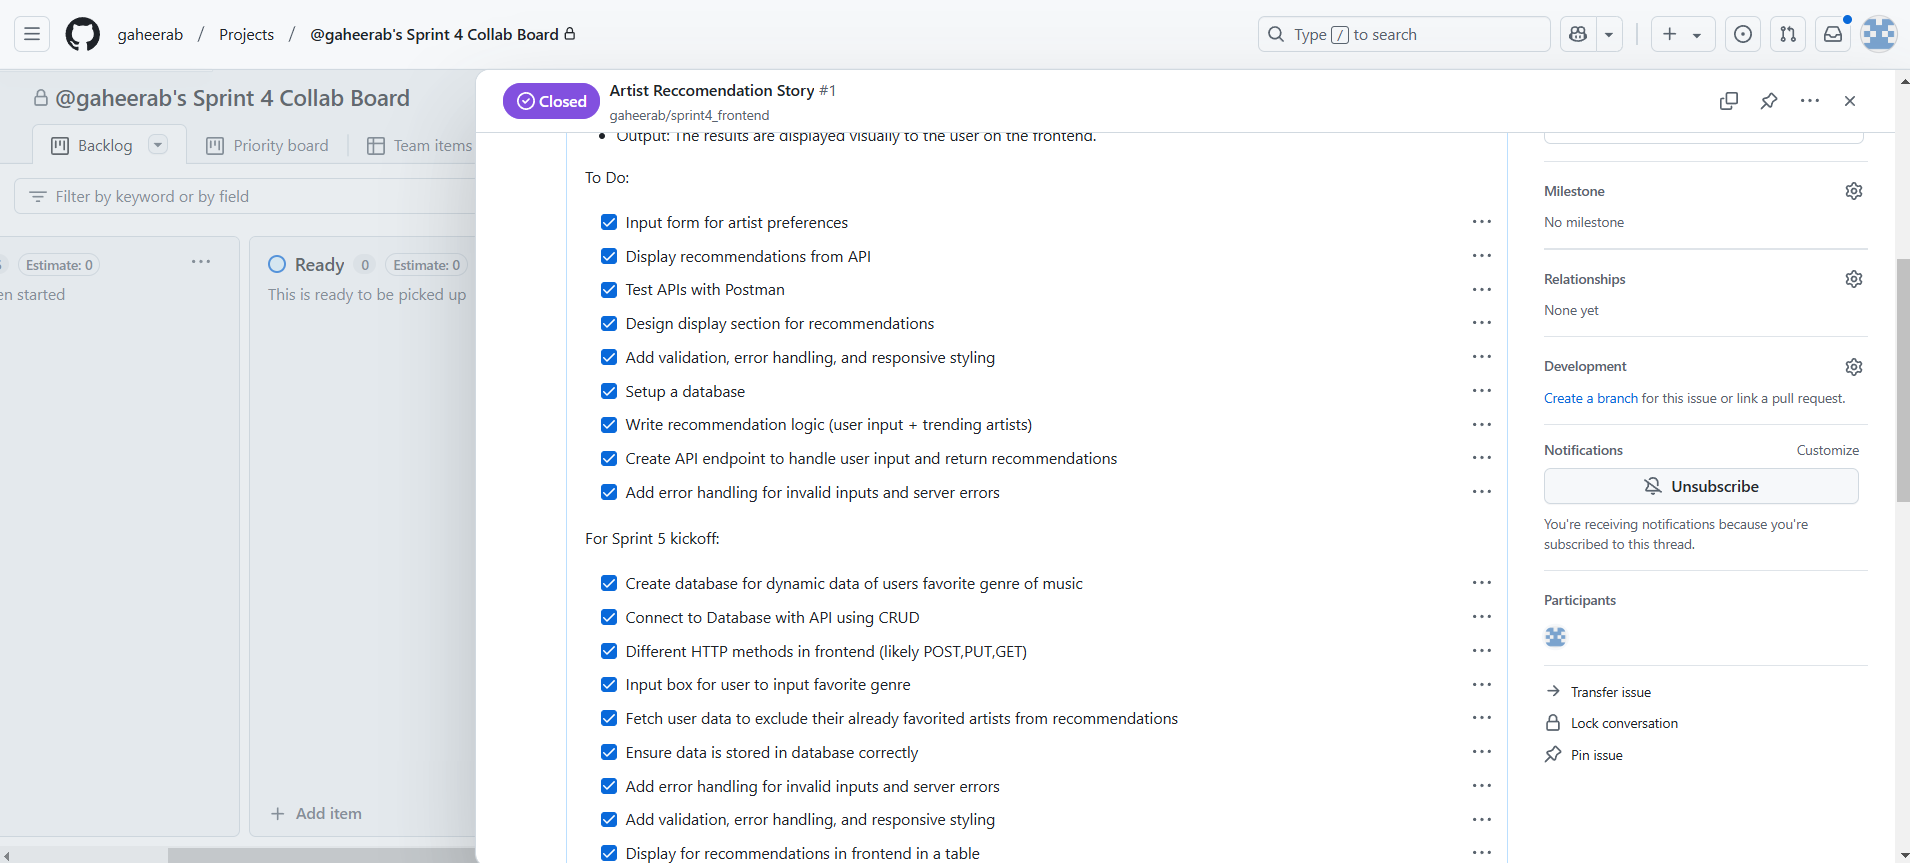 gaheerab / Projects / @gaheerab's Sprint 4 Collab Board
Type / to search
@gaheerab's Sprint 4 Collab Board
Backlog
Priority board
Team items
Filter by keyword or by field
Estimate: 0
en started
Ready 0 Estimate: 0
This is ready to be picked up
Add item
Closed
Artist Reccomendation Story #1
gaheerab/sprint4_frontend
Output: The results are displayed visually to the user on the frontend.
To Do:
Input form for artist preferences
Display recommendations from API
Test APIs with Postman
Design display section for recommendations
Add validation, error handling, and responsive styling
Setup a database
Write recommendation logic (user input + trending artists)
Create API endpoint to handle user input and return recommendations
Add error handling for invalid inputs and server errors
For Sprint 5 kickoff:
Create database for dynamic data of users favorite genre of music
Connect to Database with API using CRUD
Different HTTP methods in frontend (likely POST,PUT,GET)
Input box for user to input favorite genre
Fetch user data to exclude their already favorited artists from recommendations
Ensure data is stored in database correctly
Add error handling for invalid inputs and server errors
Add validation, error handling, and responsive styling
Display for recommendations in frontend in a table
Milestone
No milestone
Relationships
None yet
Development
Create a branch for this issue or link a pull request.
Notifications Customize
Unsubscribe
You're receiving notifications because you're
subscribed to this thread.
Participants
Transfer issue
Lock conversation
Pin issue